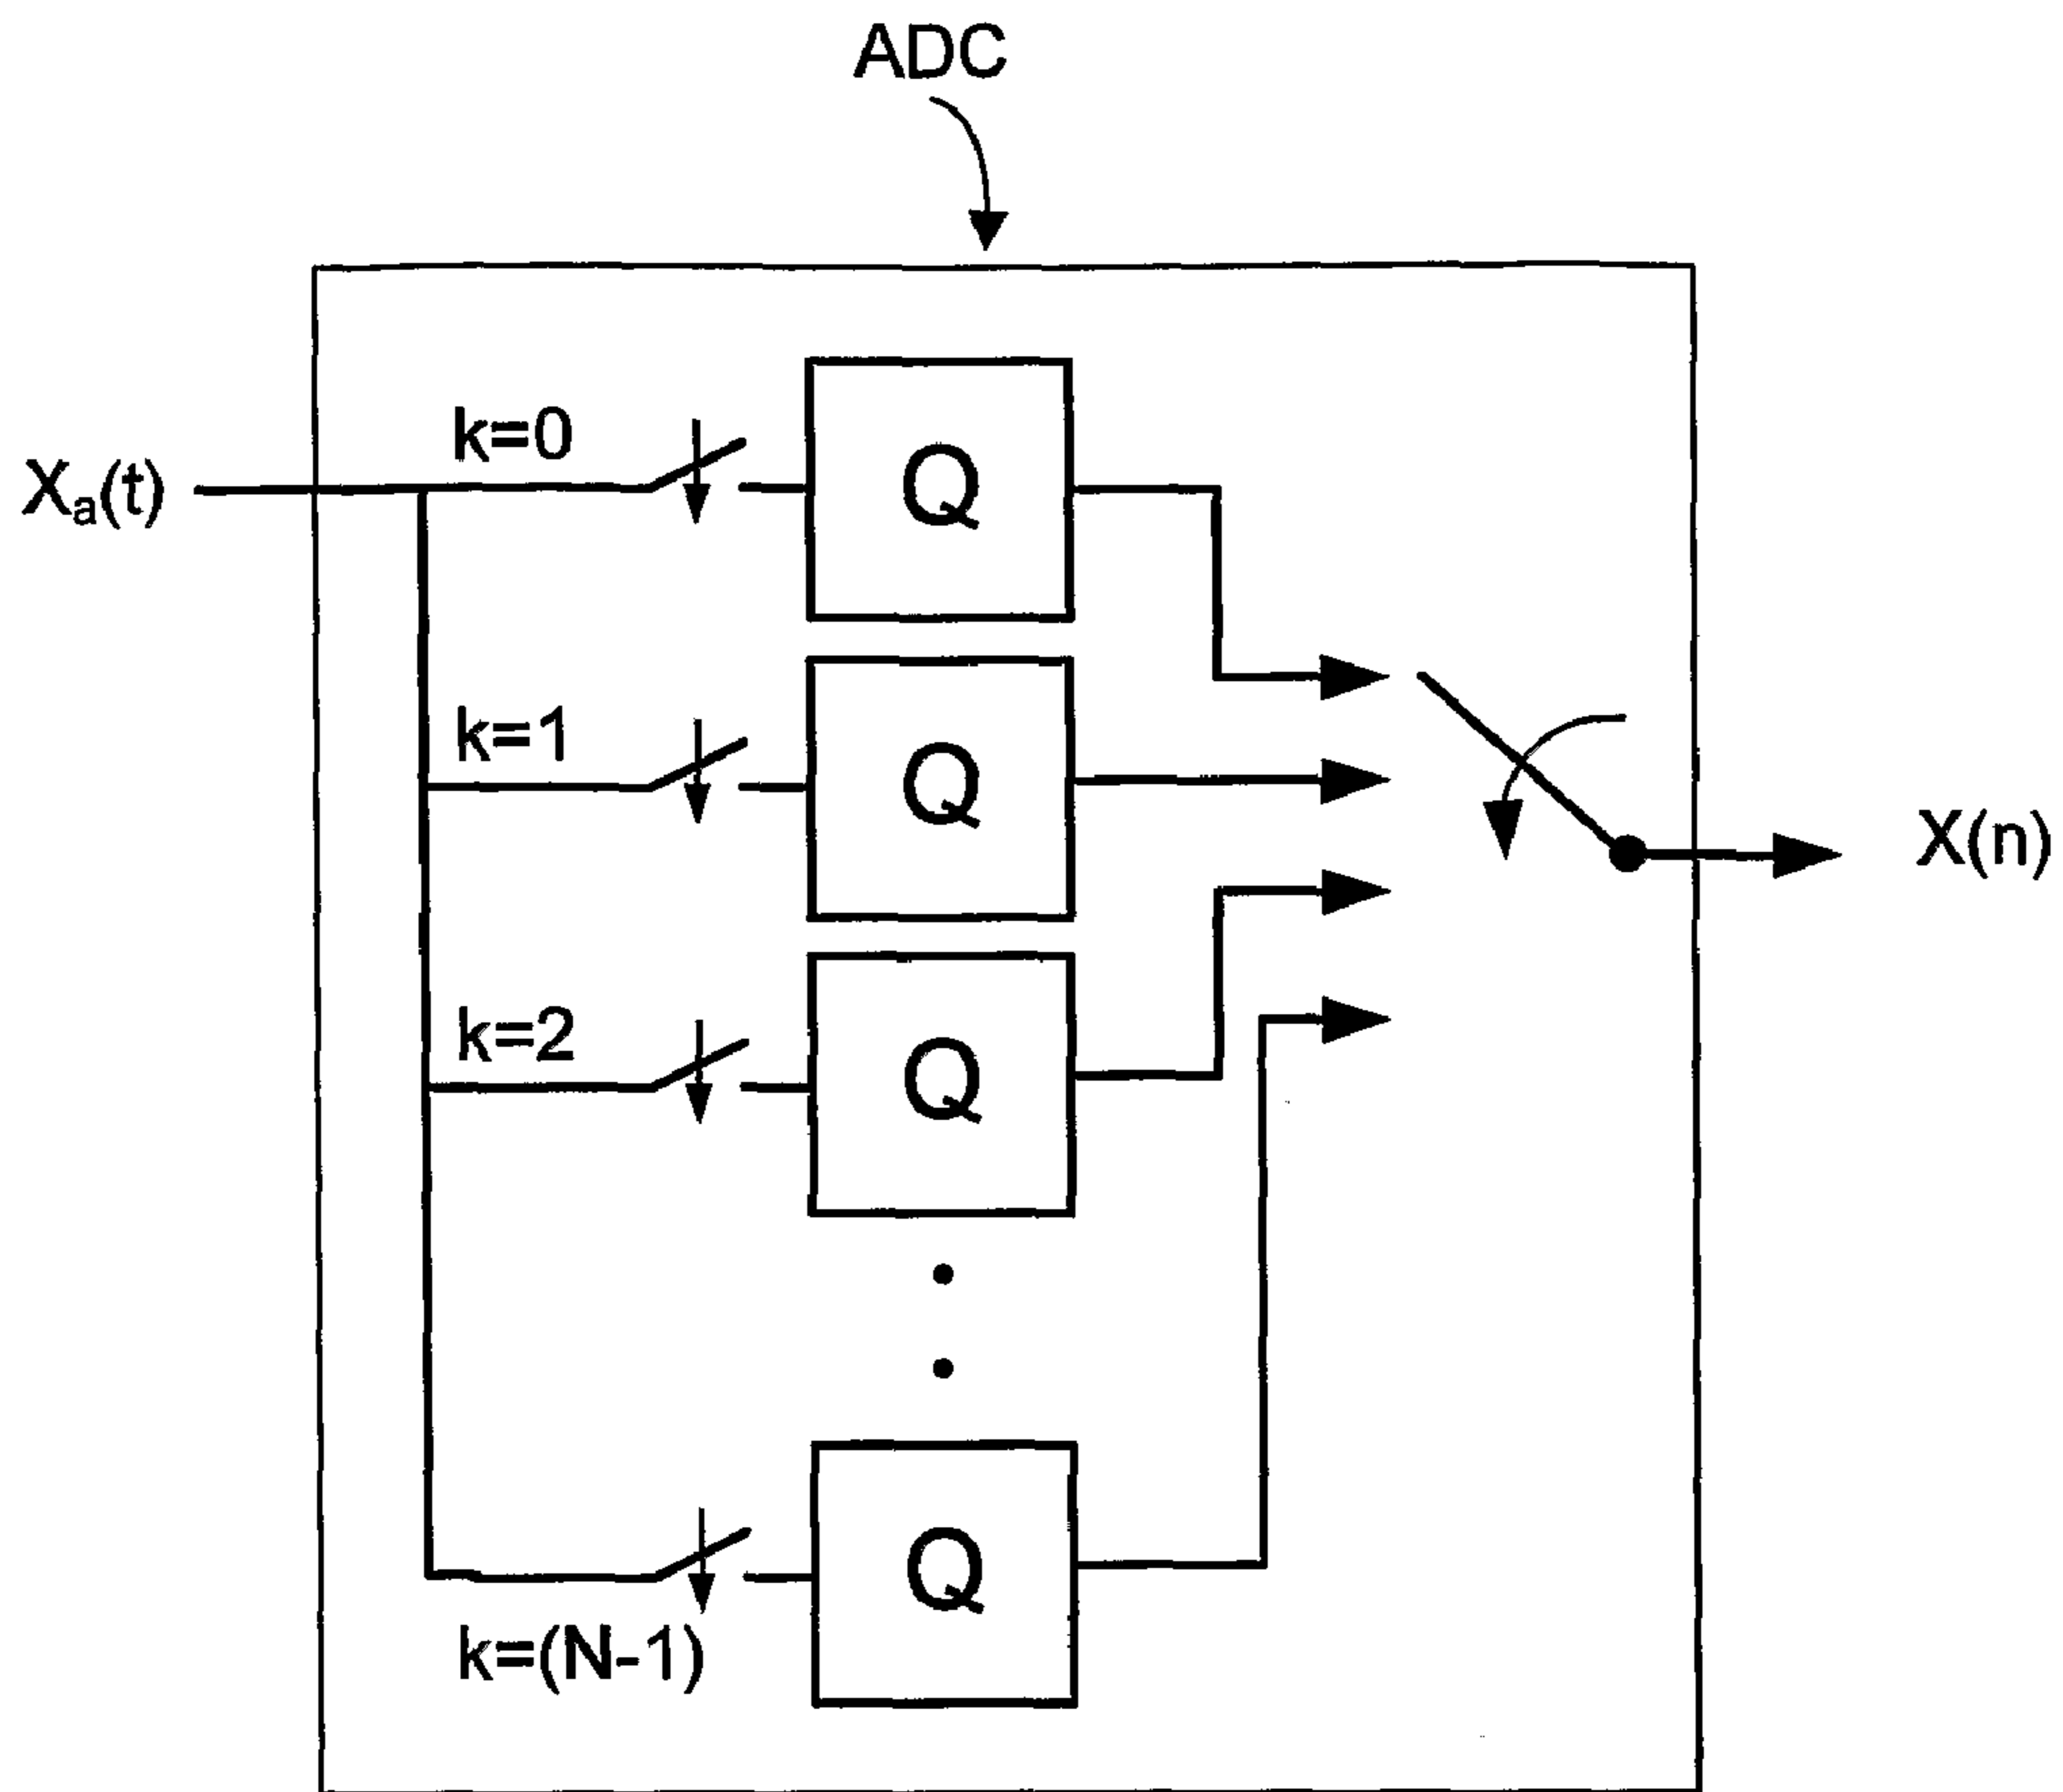 ADC
k=0
Q
Xa(t)
k=1
Q
X(n)
k=2
Q
Q
k=(N-1)